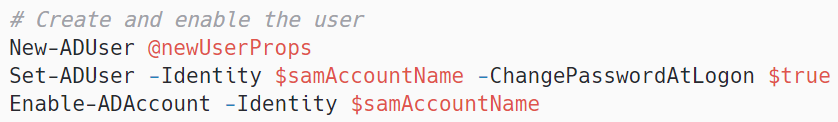 # Create and enable the user
New-ADUser @newUserProps
Set-ADUser -Identity $samAccountName -ChangePasswordAtLogon $true
Enable-ADAccount -Identity $samAccountName